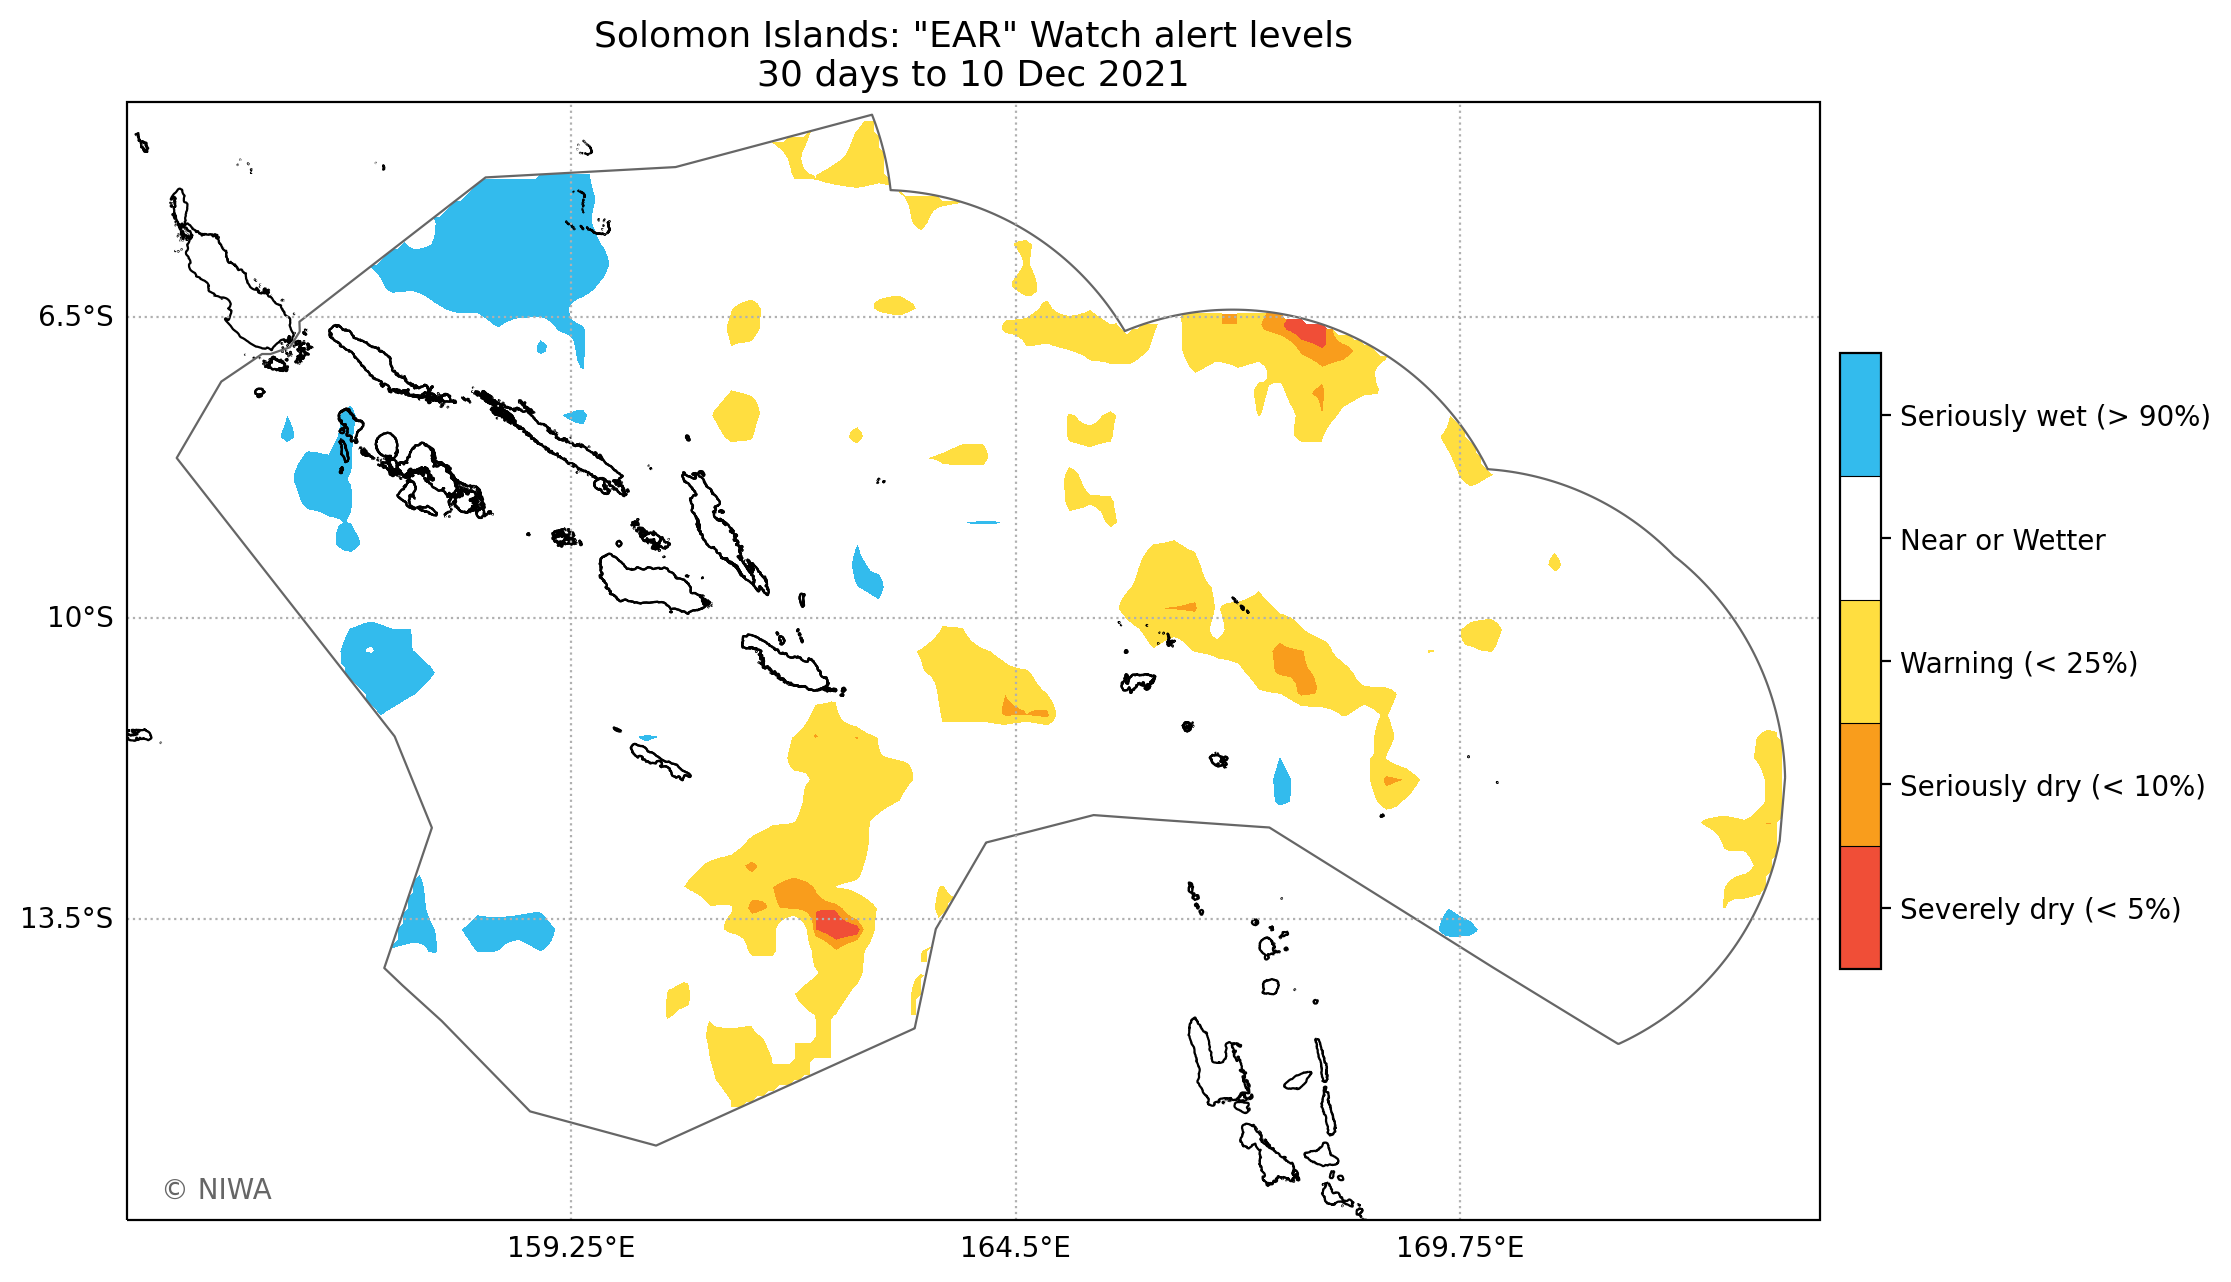 Solomon Islands: "EAR" Watch alert levels
30 days to 10 Dec 2021
6.5°S
10°S
13.5°S
159.25°E
164.5°E
169.75°E
Seriously wet (> 90%)
Near or Wetter
Warning (< 25%)
Seriously dry (< 10%)
Severely dry (< 5%)
© NIWA